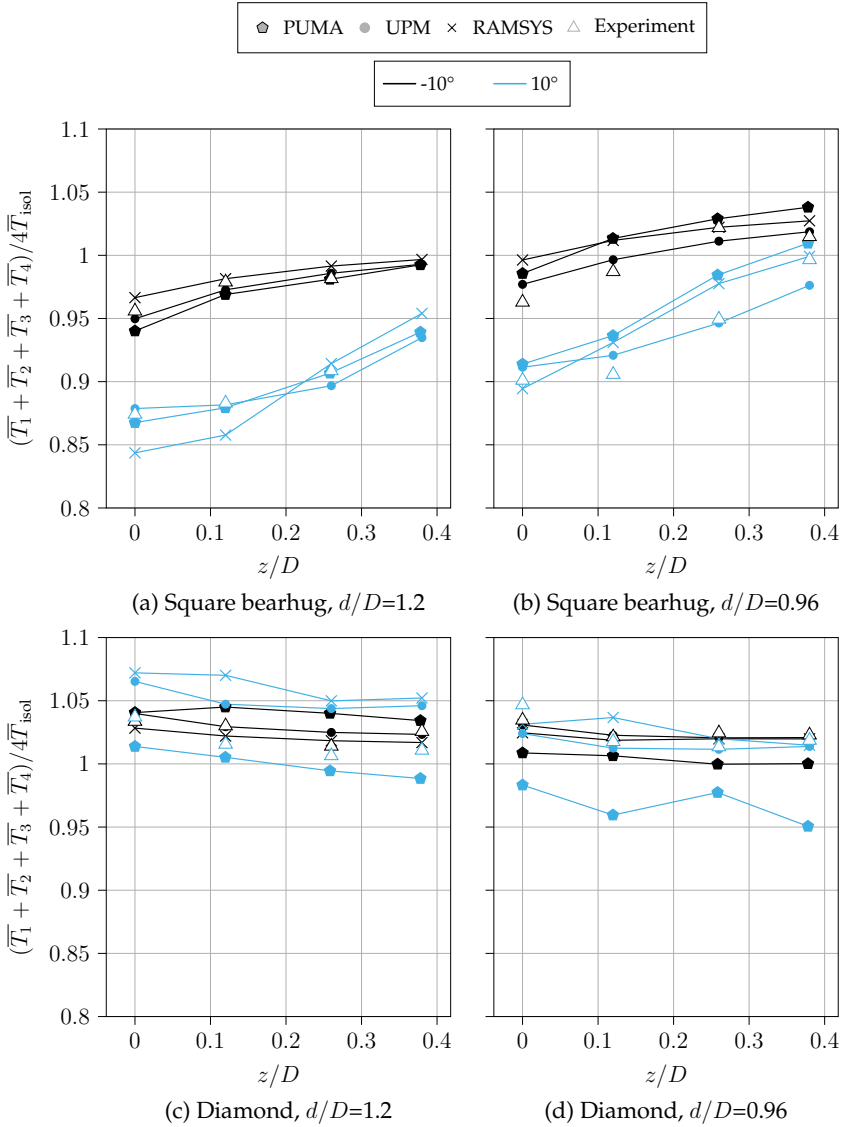 PUMA UPM RAMSYS Experiment
-10° 10°
1.1
1.05
1
0.95
0.9
0.85
0.8
(T̅₁ + T̅₂ + T̅₃ + T̅₄)/4T̅isol
0 0.1 0.2 0.3 0.4
z/D
(a) Square bearhug, d/D=1.2
0 0.1 0.2 0.3 0.4
z/D
(b) Square bearhug, d/D=0.96
1.1
1.05
1
0.95
0.9
0.85
0.8
(T̅₁ + T̅₂ + T̅₃ + T̅₄)/4T̅isol
0 0.1 0.2 0.3 0.4
z/D
(c) Diamond, d/D=1.2
0 0.1 0.2 0.3 0.4
z/D
(d) Diamond, d/D=0.96